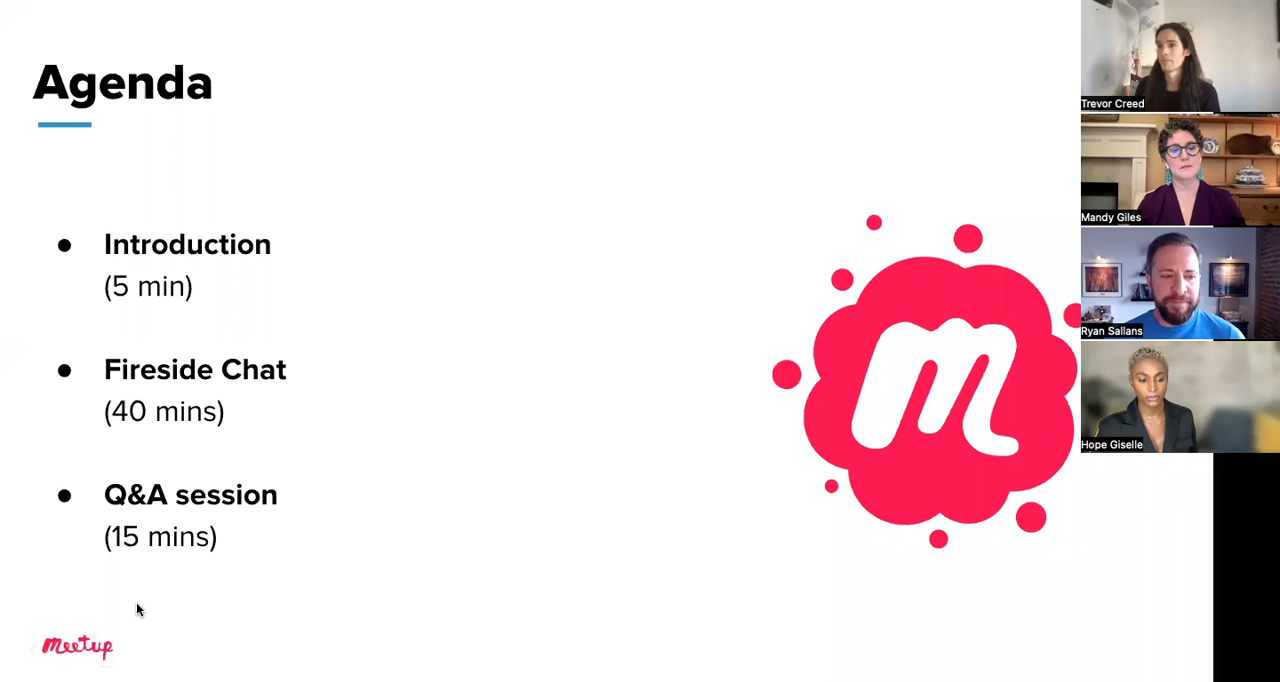 Agenda
Introduction
(5 min)
Fireside Chat
(40 mins)
Q&A session
(15 mins)
meetup
m
Trevor Creed
Mandy Giles
Ryan Sallans
Hope Giselle